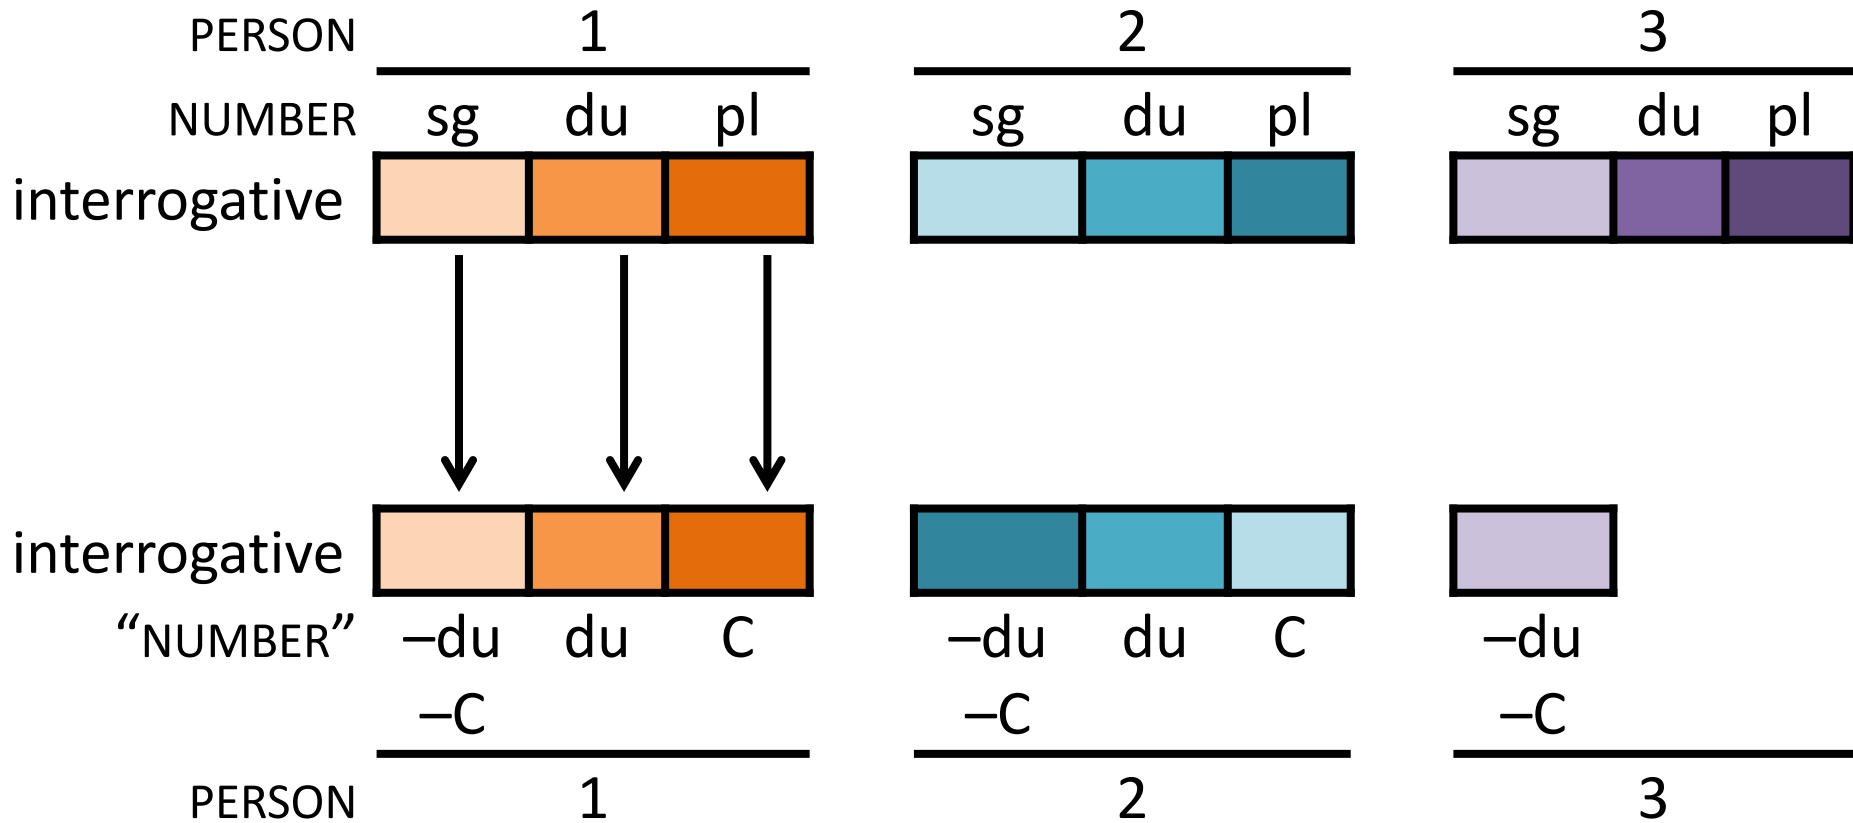 PERSON 1 2 3
NUMBER sg du pl sg du pl sg du pl
interrogative
interrogative
“NUMBER” –du du C –du du C –du
–C –C –C
PERSON 1 2 3